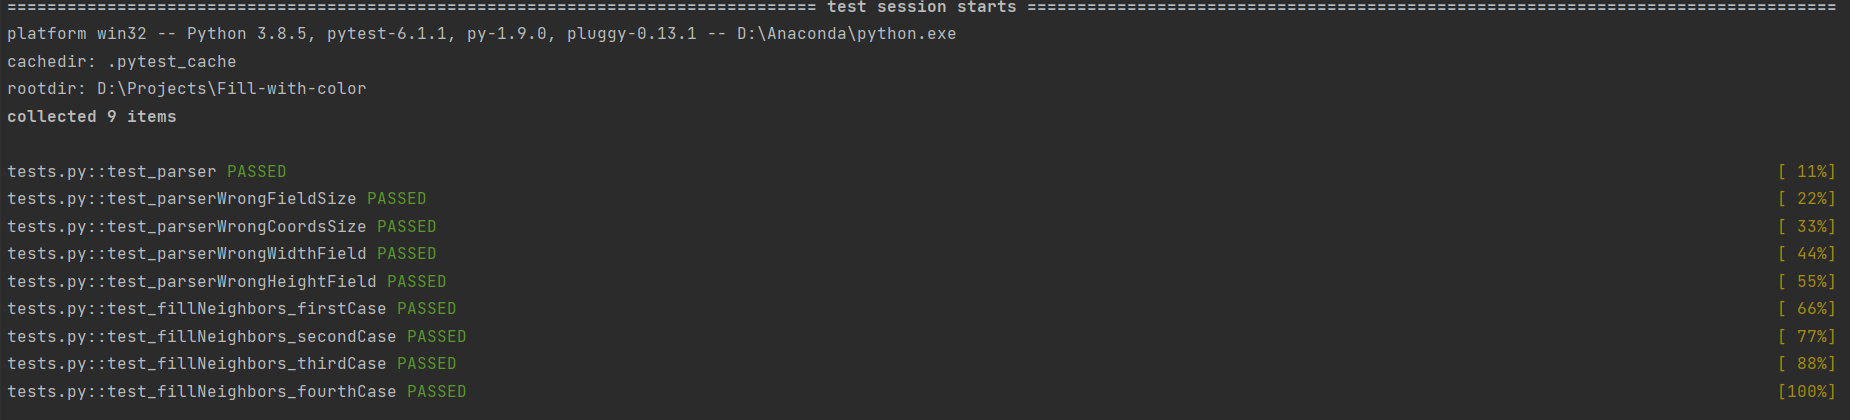 ================================================================================= test session starts =================================================================================
platform win32 -- Python 3.8.5, pytest-6.1.1, py-1.9.0, pluggy-0.13.1 -- D:\Anaconda\python.exe
cachedir: .pytest_cache
rootdir: D:\Projects\Fill-with-color
collected 9 items
tests.py::test_parser PASSED [ 11%]
tests.py::test_parserWrongFieldSize PASSED [ 22%]
tests.py::test_parserWrongCoordsSize PASSED [ 33%]
tests.py::test_parserWrongWidthField PASSED [ 44%]
tests.py::test_parserWrongHeightField PASSED [ 55%]
tests.py::test_fillNeighbors_firstCase PASSED [ 66%]
tests.py::test_fillNeighbors_secondCase PASSED [ 77%]
tests.py::test_fillNeighbors_thirdCase PASSED [ 88%]
tests.py::test_fillNeighbors_fourthCase PASSED [100%]